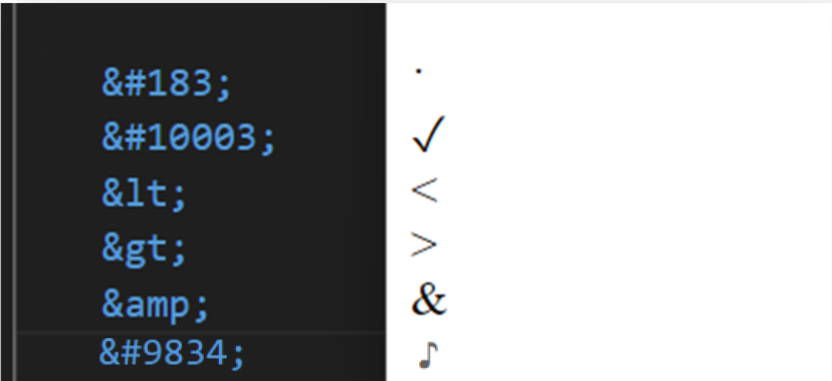 &#183; ·
&#10003; ✓
&lt; <
&gt; >
&amp; &
&#9834; ♪